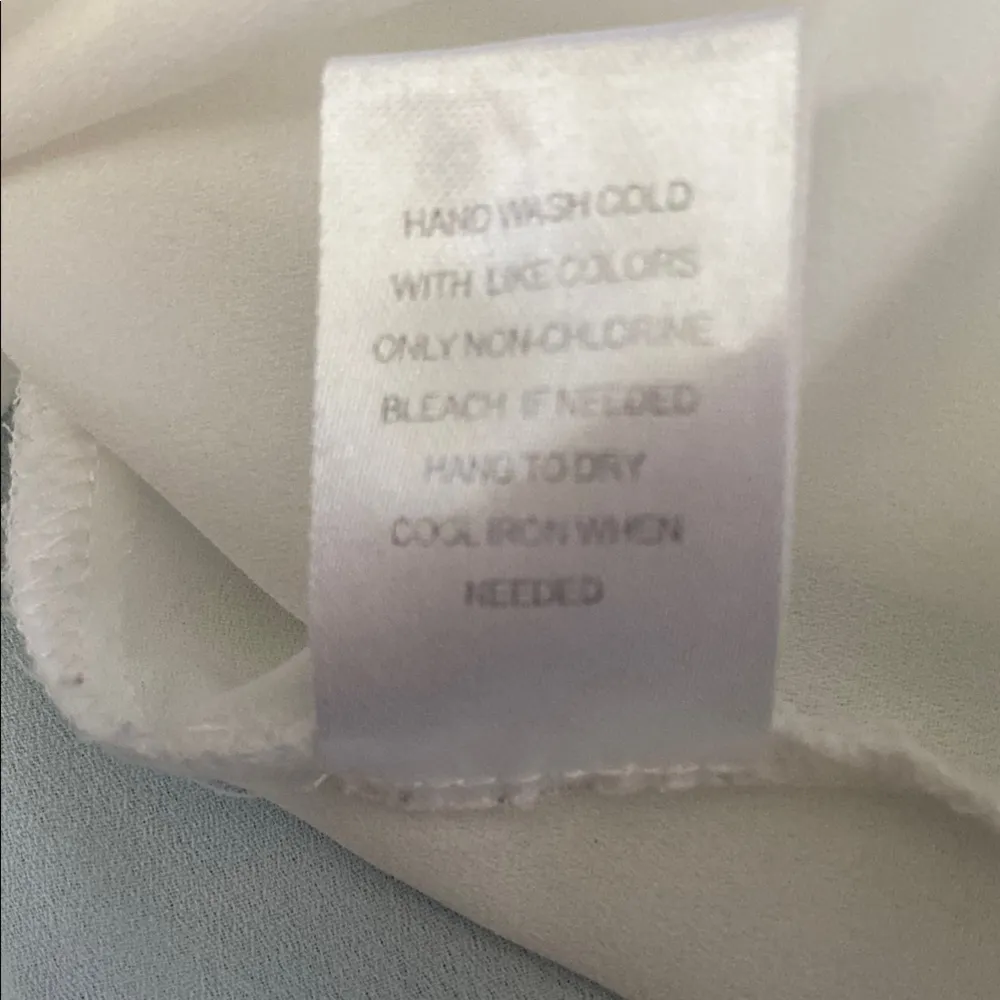 HAND WASH COLD
WITH LIKE COLORS
ONLY NON-CHLORINE
BLEACH IF NEEDED
HANG TO DRY
COOL IRON WHEN
NEEDED